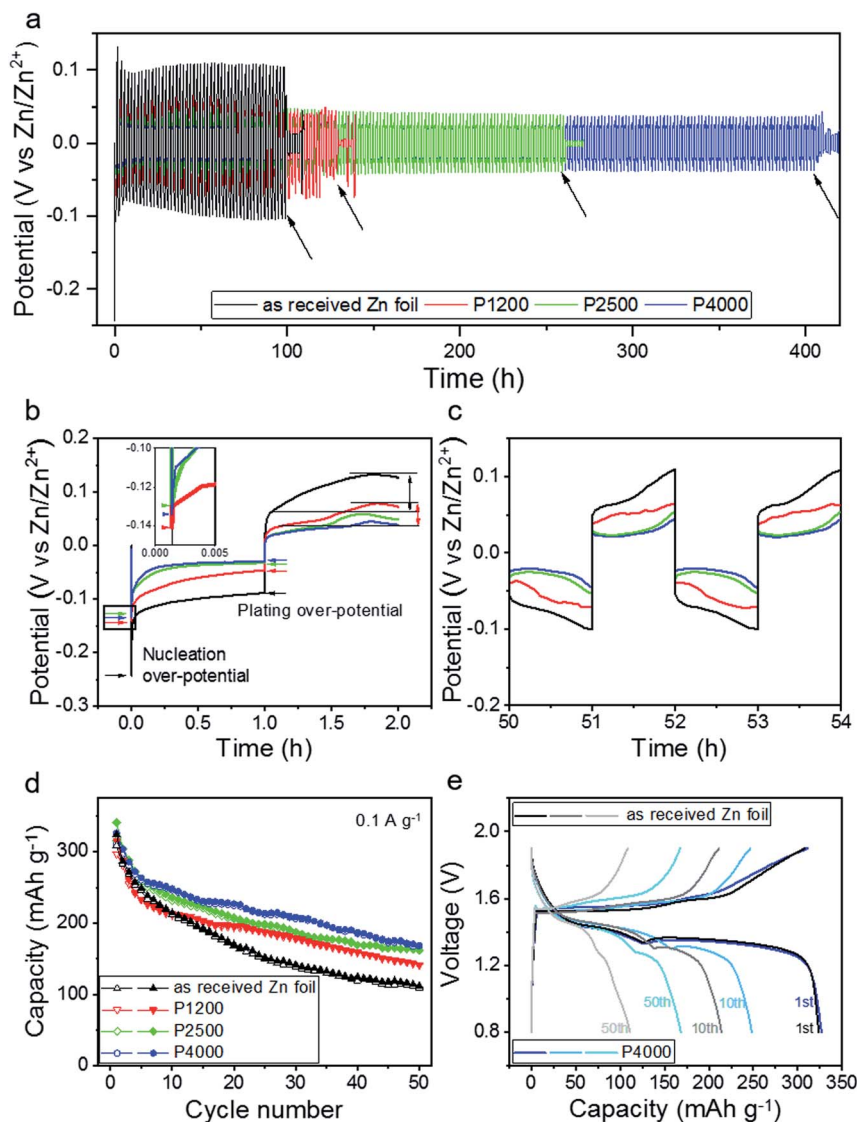 a
Potential (V vs Zn/Zn²⁺)
0.1
0.0
-0.1
-0.2
as received Zn foil P1200 P2500 P4000
0 100 200 300 400
Time (h)
b
Potential (V vs Zn/Zn²⁺)
0.2
0.1
0.0
-0.1
-0.2
-0.3
-0.10
-0.12
-0.14
0.000 0.005
Plating over-potential
Nucleation
over-potential
0.0 0.5 1.0 1.5 2.0
Time (h)
c
Potential (V vs Zn/Zn²⁺)
0.2
0.1
0.0
-0.1
-0.2
50 51 52 53 54
Time (h)
d
Capacity (mAh g⁻¹)
0.1 A g⁻¹
300
200
100
0
as received Zn foil
P1200
P2500
P4000
0 10 20 30 40 50
Cycle number
e
Voltage (V)
as received Zn foil
2.0
1.6
1.2
0.8
50th 10th 1st
50th 10th 1st
P4000
0 50 100 150 200 250 300 350
Capacity (mAh g⁻¹)